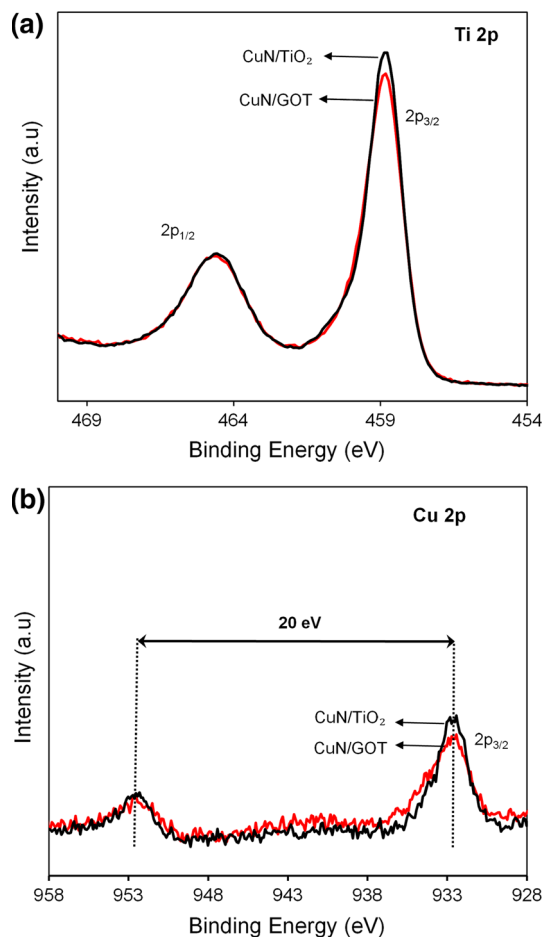 (a)
Ti 2p
CuN/TiO₂
CuN/GOT
2p₃/₂
2p₁/₂
Intensity (a.u)
469 464 459 454
Binding Energy (eV)
(b)
Cu 2p
20 eV
CuN/TiO₂
CuN/GOT
2p₃/₂
Intensity (a.u)
958 953 948 943 938 933 928
Binding Energy (eV)